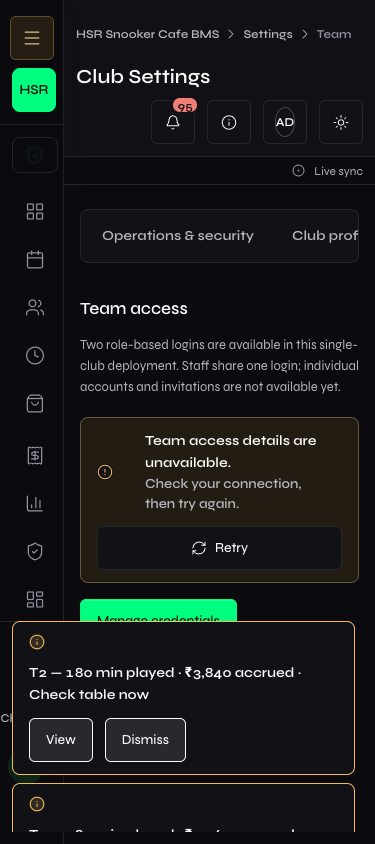 HSR Snooker Cafe BMS > Settings > Team
HSR
Club Settings
95
AD
Live sync
Operations & security
Club prof
Team access
Two role-based logins are available in this single-
club deployment. Staff share one login; individual
accounts and invitations are not available yet.
Team access details are
unavailable.
Check your connection,
then try again.
Retry
Manage credentials
T2 — 180 min played · ₹3,840 accrued ·
Check table now
View
Dismiss